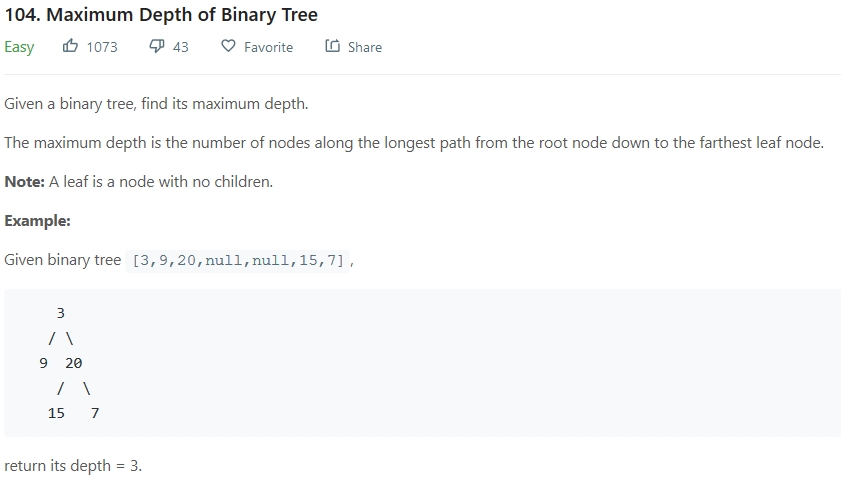 104. Maximum Depth of Binary Tree
Easy 1073 43 Favorite Share
Given a binary tree, find its maximum depth.
The maximum depth is the number of nodes along the longest path from the root node down to the farthest leaf node.
Note: A leaf is a node with no children.
Example:
Given binary tree [3,9,20,null,null,15,7],
3
/ \
9 20
/ \
15 7
return its depth = 3.